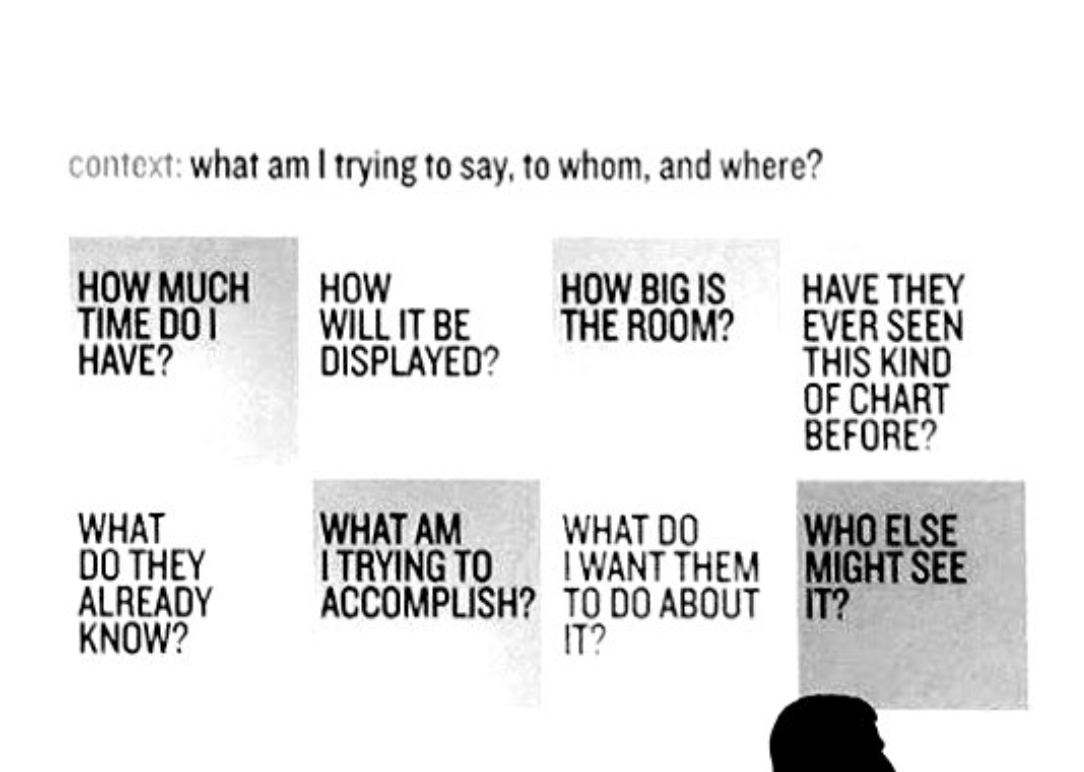 context: what am I trying to say, to whom, and where?
HOW MUCH
TIME DO I
HAVE?
HOW
WILL IT BE
DISPLAYED?
HOW BIG IS
THE ROOM?
HAVE THEY
EVER SEEN
THIS KIND
OF CHART
BEFORE?
WHAT
DO THEY
ALREADY
KNOW?
WHAT AM
I TRYING TO
ACCOMPLISH?
WHAT DO
I WANT THEM
TO DO ABOUT
IT?
WHO ELSE
MIGHT SEE
IT?